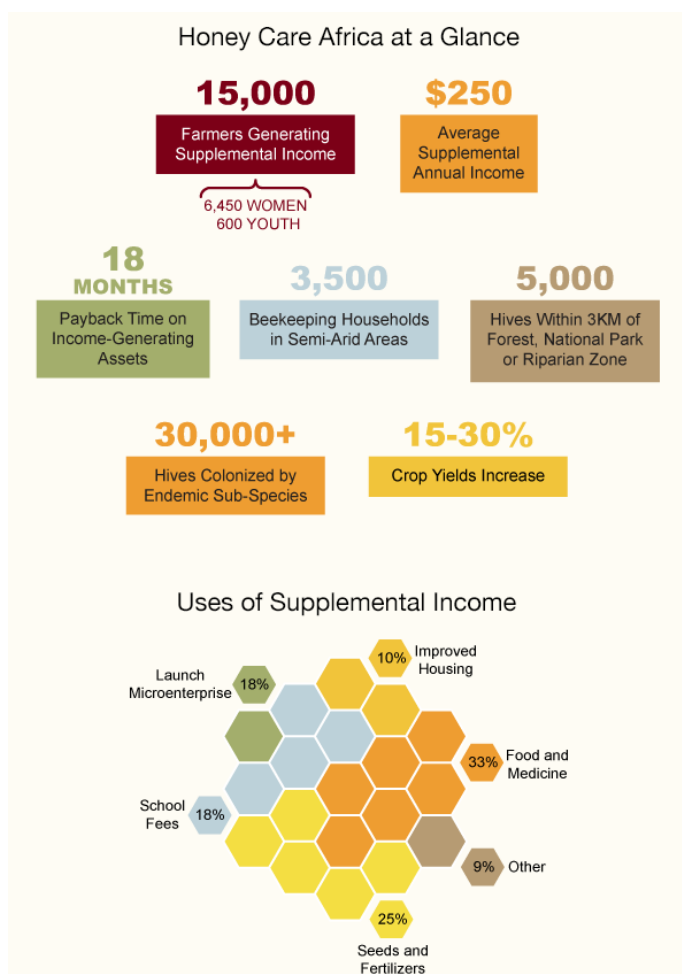 Honey Care Africa at a Glance
15,000
Farmers Generating
Supplemental Income
6,450 WOMEN
600 YOUTH
$250
Average
Supplemental
Annual Income
18
MONTHS
Payback Time on
Income-Generating
Assets
3,500
Beekeeping Households
in Semi-Arid Areas
5,000
Hives Within 3KM of
Forest, National Park
or Riparian Zone
30,000+
Hives Colonized by
Endemic Sub-Species
15-30%
Crop Yields Increase
Uses of Supplemental Income
10%
Improved
Housing
Launch
Microenterprise
18%
33%
Food and
Medicine
School
Fees
18%
9%
Other
25%
Seeds and
Fertilizers